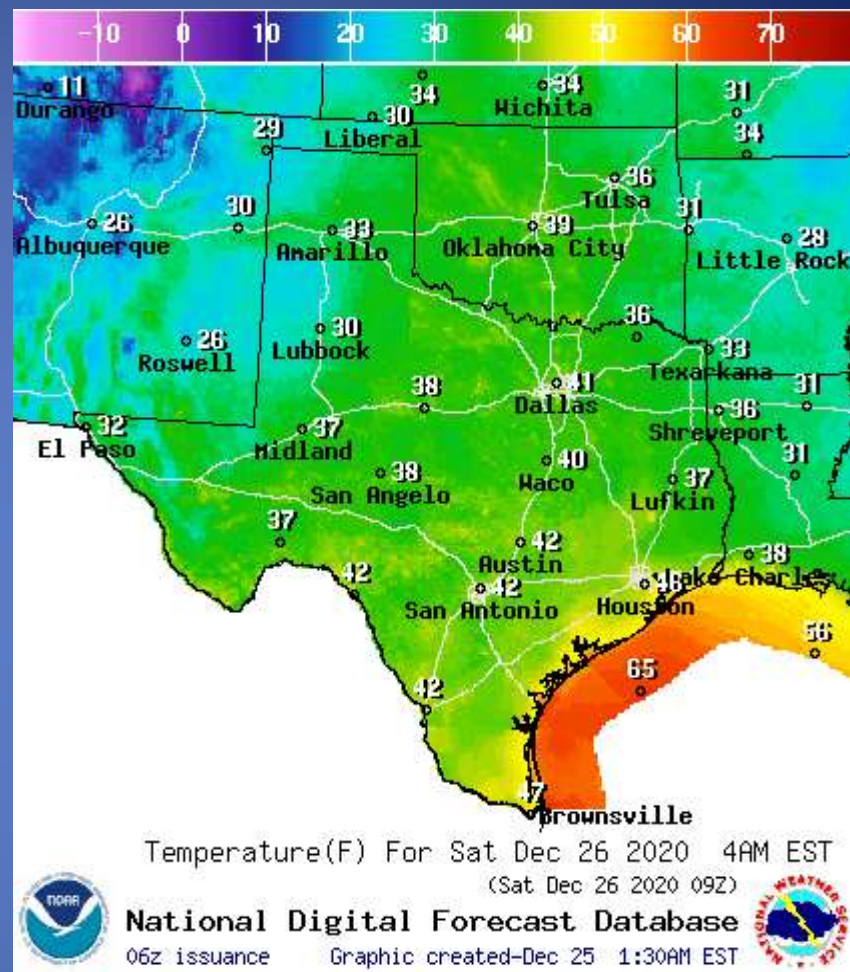 -10 0 10 20 30 40 50 60 70
11 34 34 31
Durango Wichita
30
Liberal
29 34
36
Tulsa
26 30 33 39 31 28
Albuquerque Amarillo Oklahoma City Little Rock
26 30 36 33
Roswell Lubbock Texarkana
38 41 36 31
Dallas Shreveport
32 37
El Paso Midland
38 40 37 31
San Angelo Waco Lufkin
37 42 38
Austin Lake
42 42
San Antonio Houston
56
42 65
47
Brownsville
Temperature(F) For Sat Dec 26 2020 4AM EST
(Sat Dec 26 2020 09Z)
National Digital Forecast Database
06z issuance Graphic created-Dec 25 1:30AM EST
NOAA
NATIONAL WEATHER SERVICE